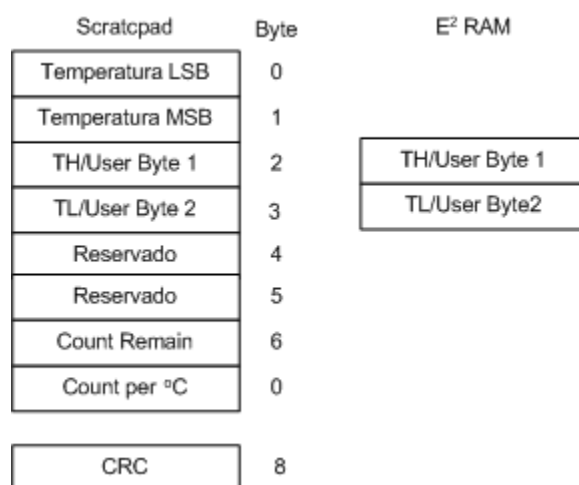 Scratcpad Byte E² RAM
Temperatura LSB 0
Temperatura MSB 1
TH/User Byte 1 2 TH/User Byte 1
TL/User Byte 2 3 TL/User Byte2
Reservado 4
Reservado 5
Count Remain 6
Count per ºC 0
CRC 8